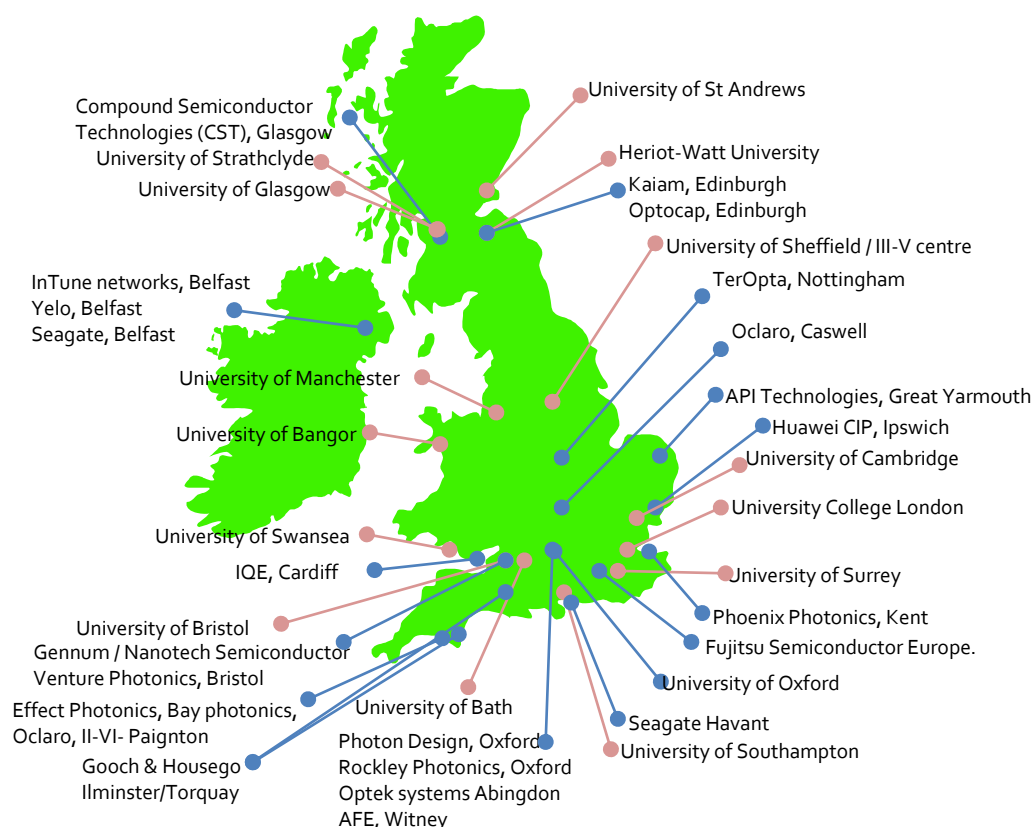 University of St Andrews
Compound Semiconductor
Technologies (CST), Glasgow
University of Strathclyde
University of Glasgow
Heriot-Watt University
Kaiam, Edinburgh
Optocap, Edinburgh
University of Sheffield / III-V centre
TerOpta, Nottingham
InTune networks, Belfast
Yelo, Belfast
Seagate, Belfast
Oclaro, Caswell
University of Manchester
API Technologies, Great Yarmouth
Huawei CIP, Ipswich
University of Bangor
University of Cambridge
University College London
University of Swansea
IQE, Cardiff
University of Surrey
Phoenix Photonics, Kent
University of Bristol
Fujitsu Semiconductor Europe.
Gennum / Nanotech Semiconductor
Venture Photonics, Bristol
University of Oxford
University of Bath
Effect Photonics, Bay photonics,
Oclaro, II-VI- Paignton
Seagate Havant
University of Southampton
Gooch & Housego
Ilminster/Torquay
Photon Design, Oxford
Rockley Photonics, Oxford
Optek systems Abingdon
AFE, Witney